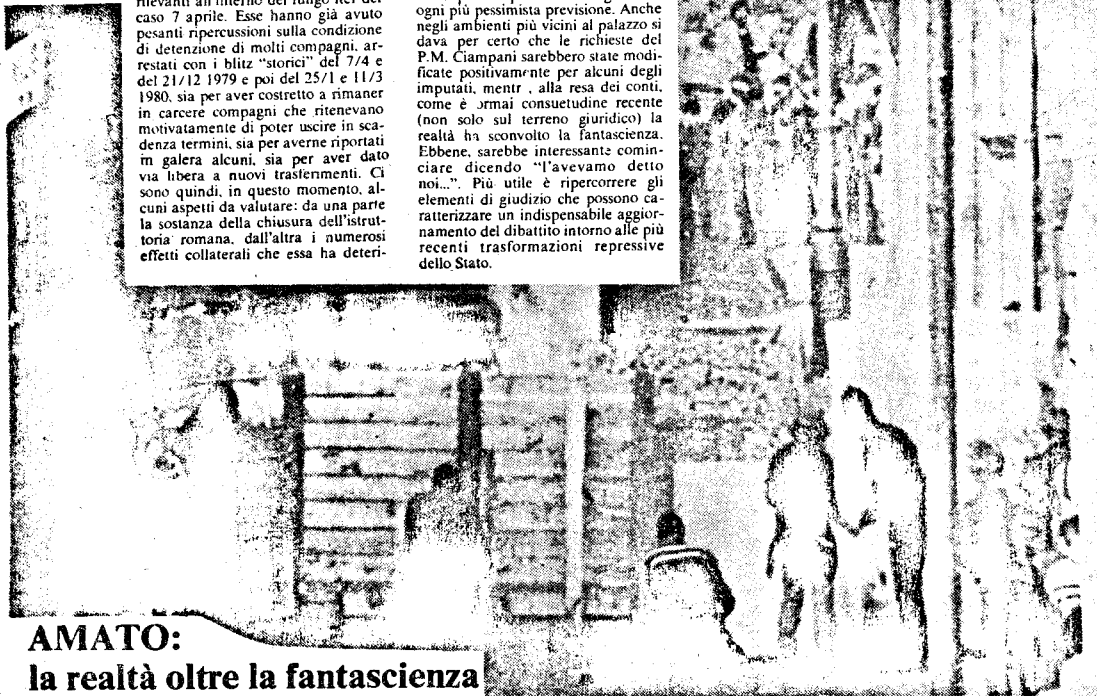 rilevanti all'interno del lungo iter del
caso 7 aprile. Esse hanno già avuto
pesanti ripercussioni sulla condizione
di detenzione di molti compagni, ar-
restati con i blitz "storici" del 7/4 e
del 21/12 1979 e poi del 25/1 e 11/3
1980, sia per aver costretto a rimaner
in carcere compagni che ritenevano
motivatamente di poter uscire in sca-
denza termini, sia per averne riportati
in galera alcuni, sia per aver dato
via libera a nuovi trasferimenti. Ci
sono quindi, in questo momento, al-
cuni aspetti da valutare: da una parte
la sostanza della chiusura dell'istrut-
toria romana, dall'altra i numerosi
effetti collaterali che essa ha deteri-
ogni più pessimista previsione. Anche
negli ambienti più vicini al palazzo si
dava per certo che le richieste del
P.M. Ciampani sarebbero state modi-
ficate positivamente per alcuni degli
imputati, mentr , alla resa dei conti,
come è ormai consuetudine recente
(non solo sul terreno giuridico) la
realtà ha sconvolto la fantascienza.
Ebbene, sarebbe interessante comin-
ciare dicendo "l'avevamo detto
noi...". Più utile è ripercorrere gli
elementi di giudizio che possono ca-
ratterizzare un indispensabile aggior-
namento del dibattito intorno alle più
recenti trasformazioni repressive
dello Stato.
AMATO:
la realtà oltre la fantascienza